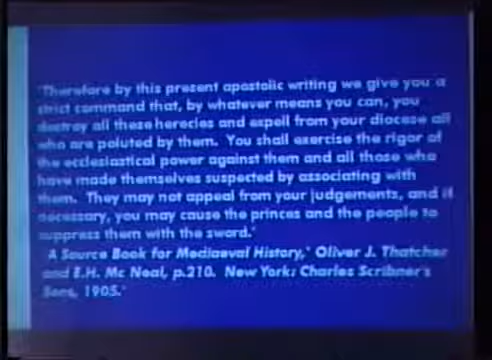 'Therefore by this present apostolic writing we give you a
strict command that, by whatever means you can, you
destroy all these herecies and expell from your diocese all
who are poluted by them. You shall exercise the rigor of
the ecclesiastical power against them and all those who
have made themselves suspected by associating with
them. They may not appeal from your judgements, and if
necessary, you may cause the princes and the people to
suppress them with the sword.'
'A Source Book for Mediaeval History,' Oliver J. Thatcher
and E.H. Mc Neal, p.210. New York: Charles Scribner's
Sons, 1905.'